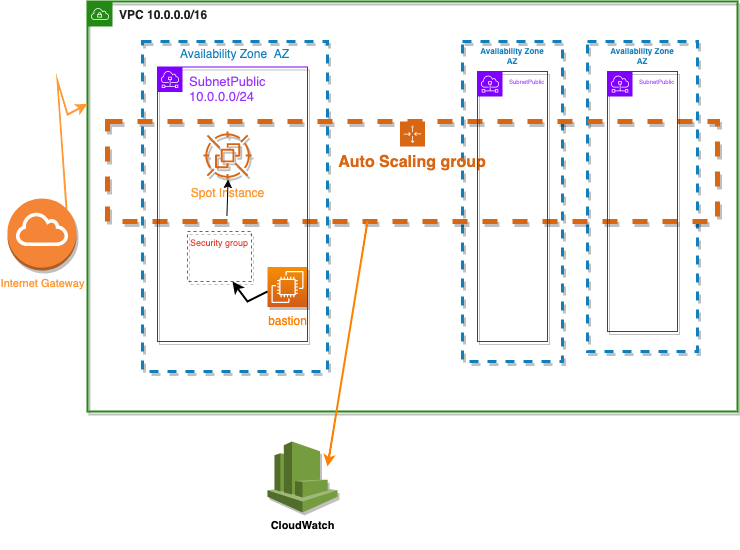 VPC 10.0.0.0/16
Availability Zone AZ
SubnetPublic
10.0.0.0/24
Availability Zone
AZ
SubnetPublic
Availability Zone
AZ
SubnetPublic
Auto Scaling group
Spot Instance
Security group
bastion
Internet Gateway
CloudWatch